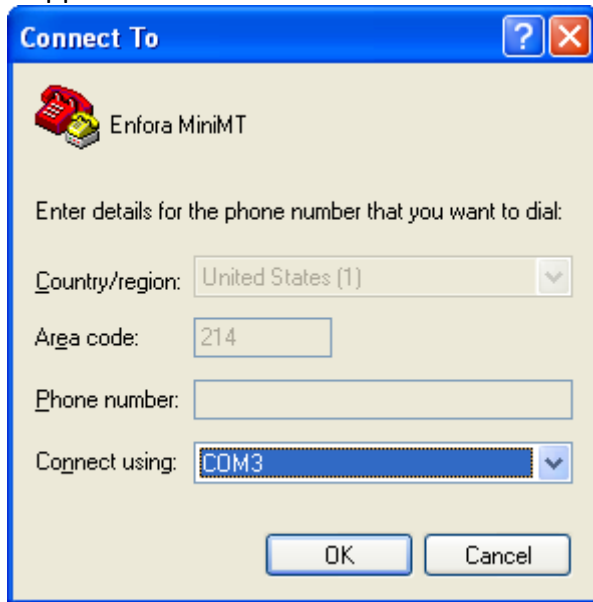 Connect To
Enfora MiniMT
Enter details for the phone number that you want to dial:
Country/region: United States (1)
Area code: 214
Phone number:
Connect using: COM3
OK Cancel